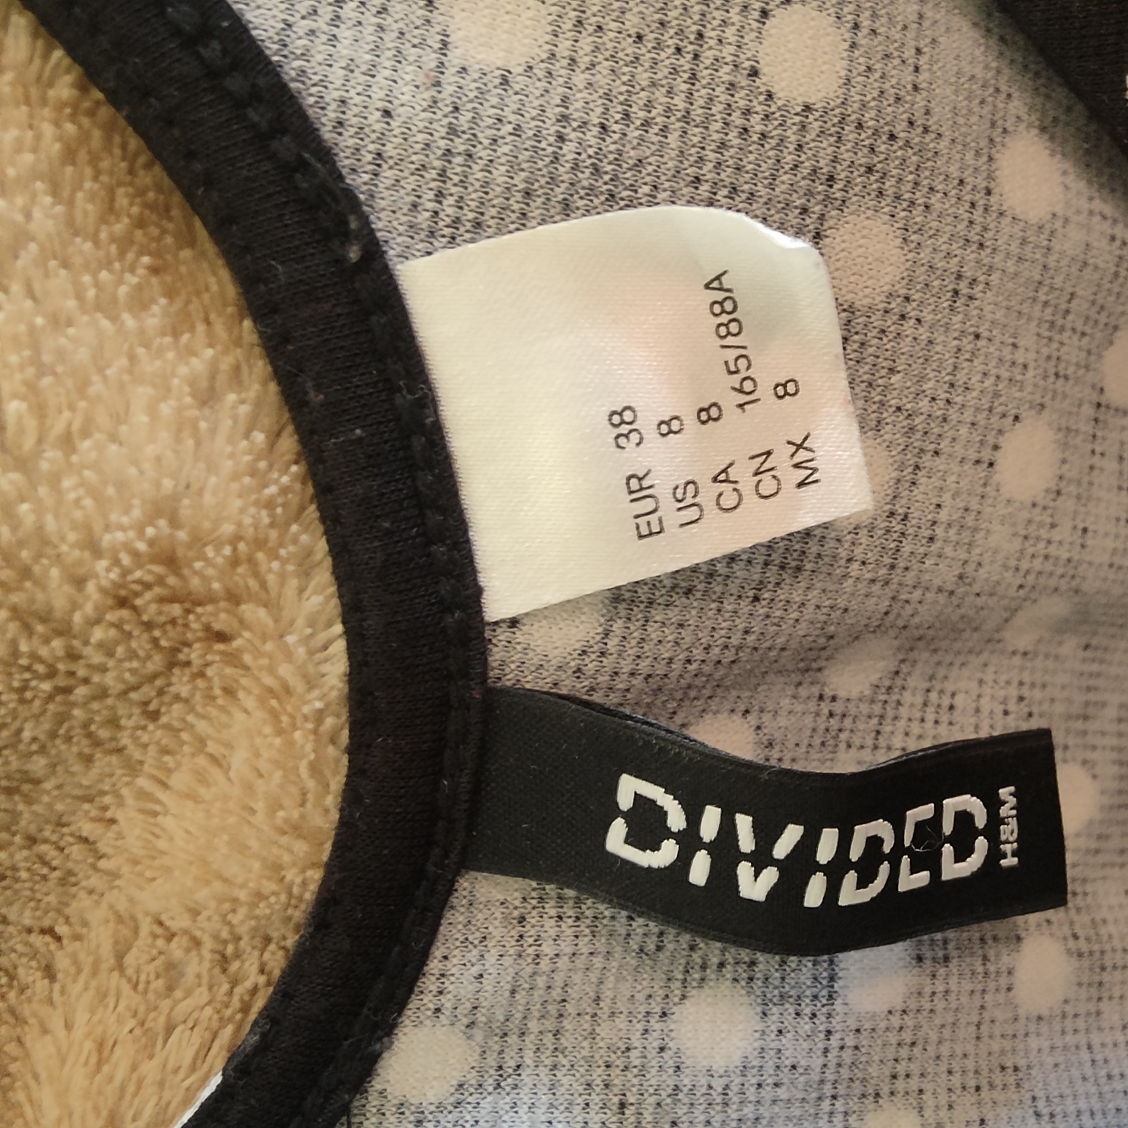 EUR 38
US 8
CA 8
CN 165/88A
MX 8
DIVIDED
H&M